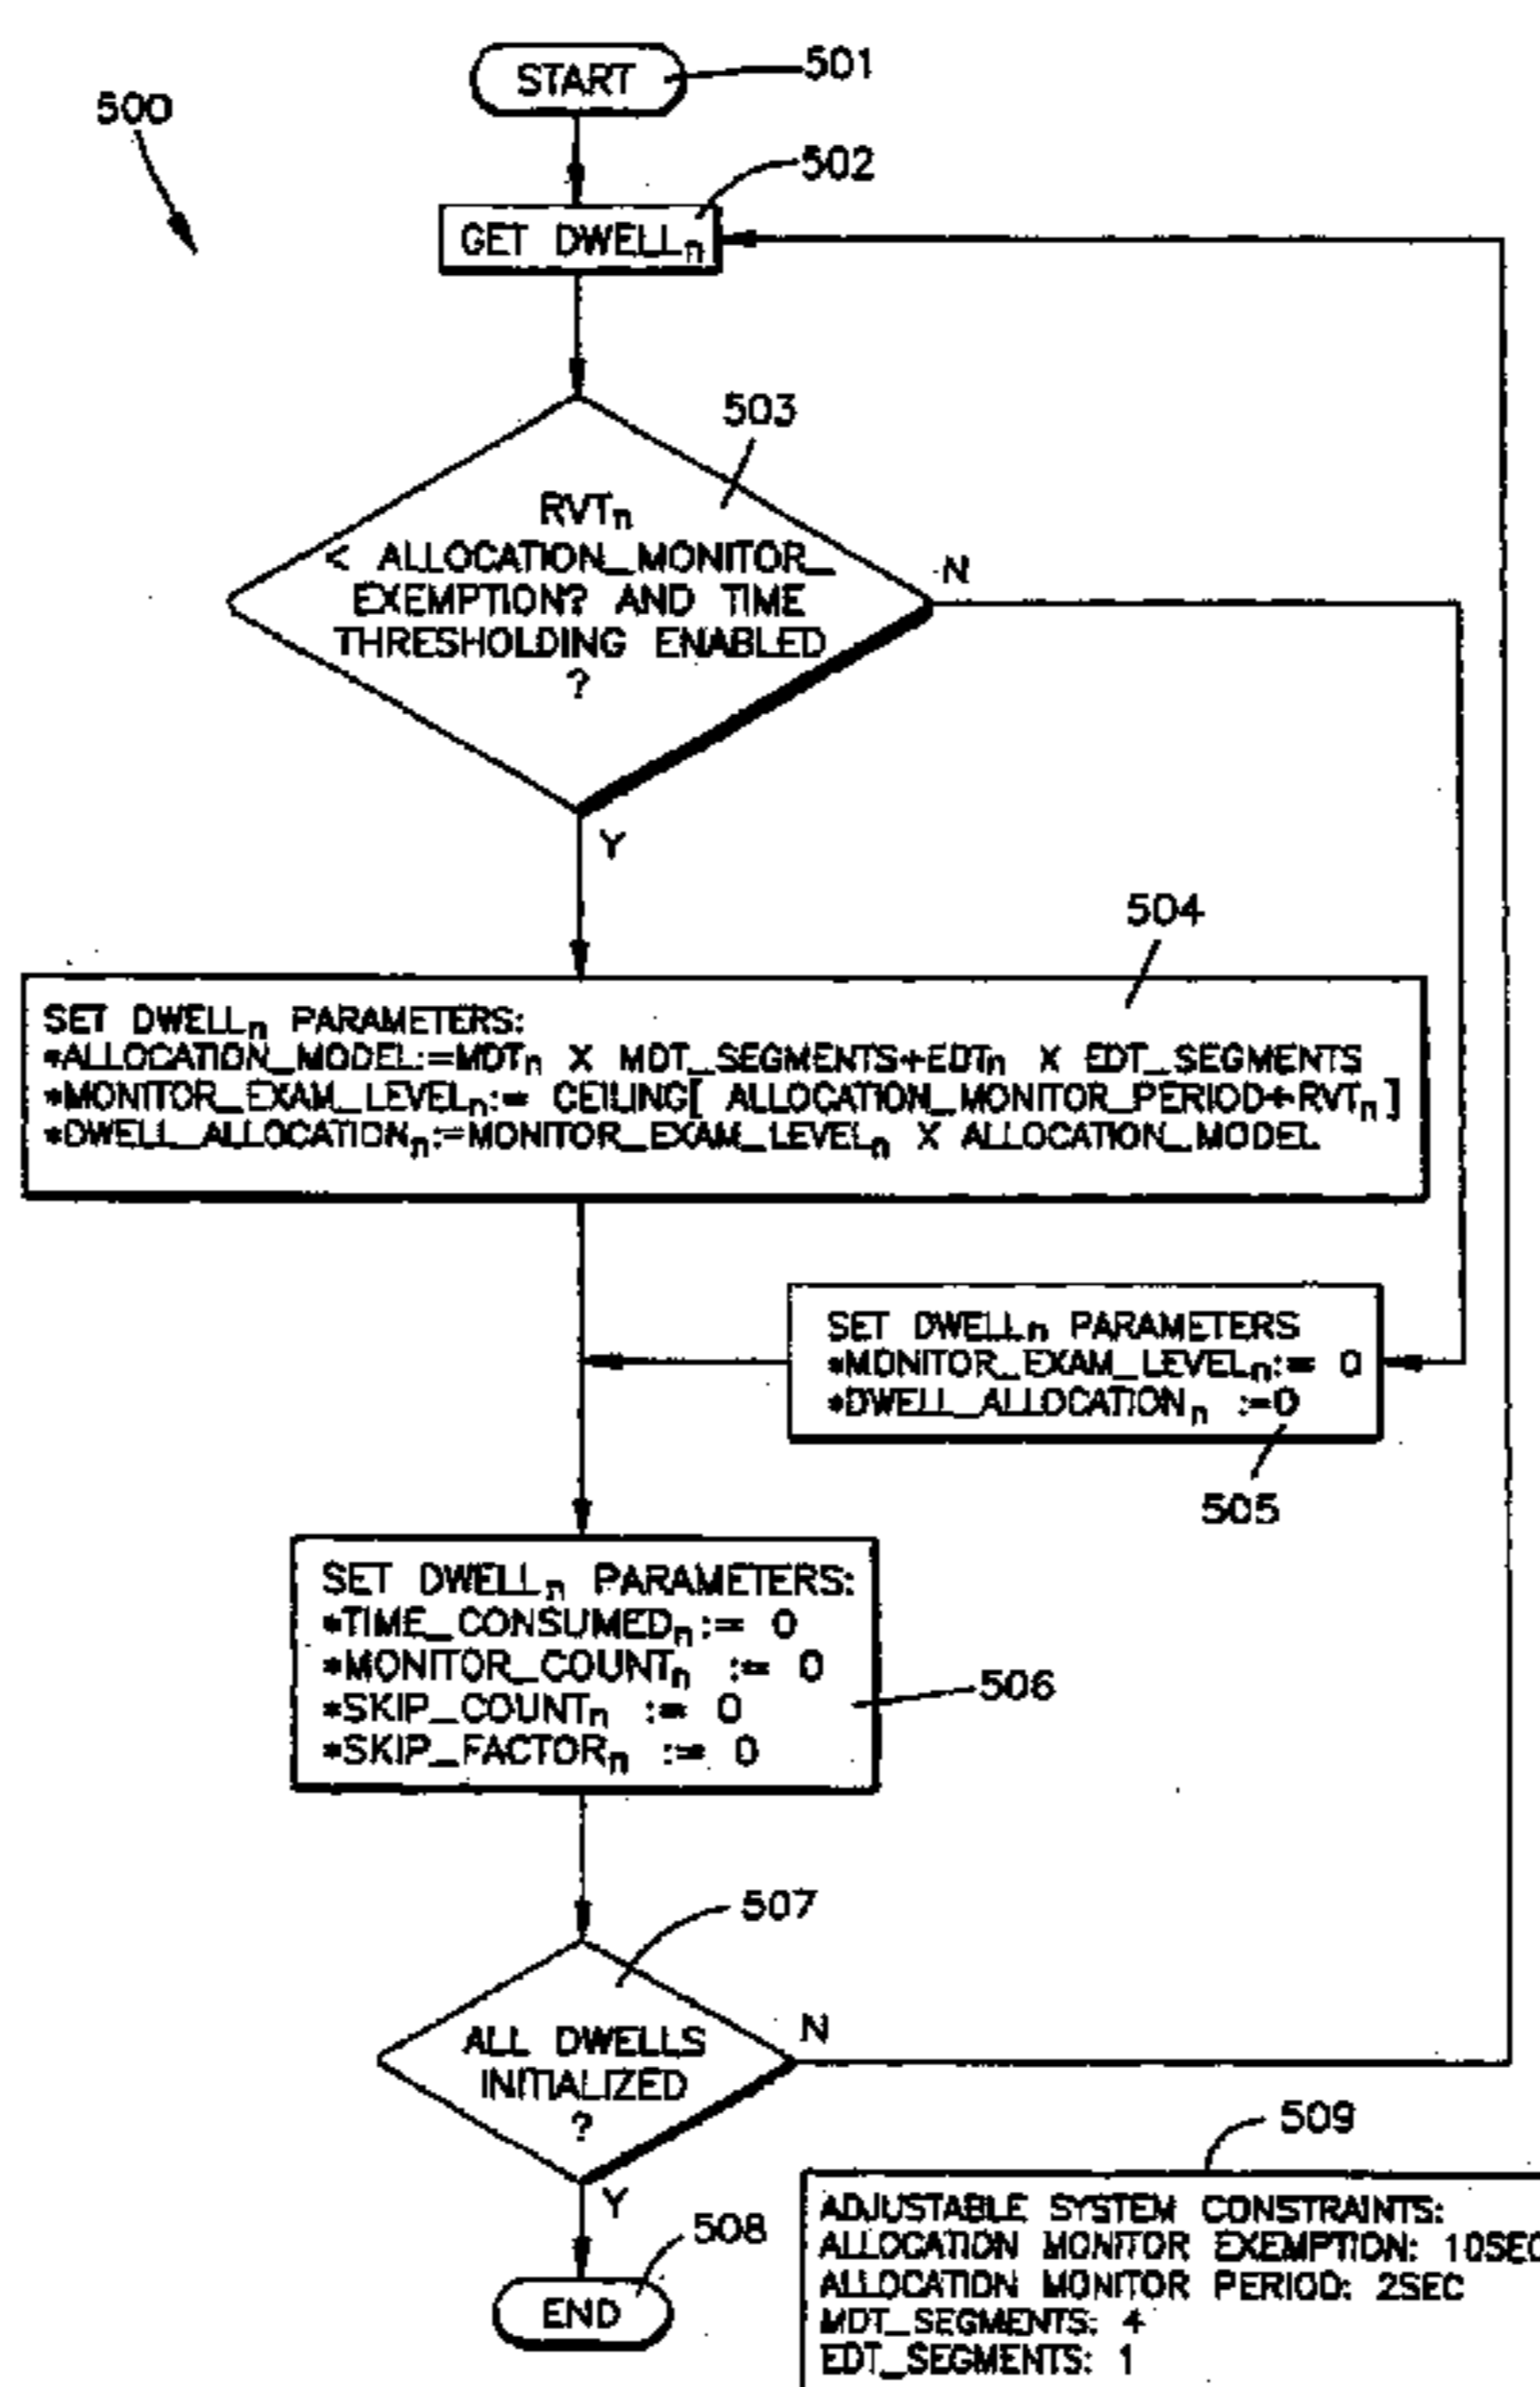 START
501
500
502
GET DWELLn
503
RVTn
< ALLOCATION_MONITOR_
EXEMPTION? AND TIME
THRESHOLDING ENABLED
?
N
Y
504
SET DWELLn PARAMETERS:
*ALLOCATION_MODEL:=MDTn X MDT_SEGMENTS+EDTn X EDT_SEGMENTS
*MONITOR_EXAM_LEVELn:= CEILING[ ALLOCATION_MONITOR_PERIOD÷RVTn ]
*DWELL_ALLOCATIONn:=MONITOR_EXAM_LEVELn X ALLOCATION_MODEL
SET DWELLn PARAMETERS
*MONITOR_EXAM_LEVELn:= 0
*DWELL_ALLOCATIONn :=0
505
SET DWELLn PARAMETERS:
*TIME_CONSUMEDn:= 0
*MONITOR_COUNTn := 0
*SKIP_COUNTn := 0
*SKIP_FACTORn := 0
506
507
ALL DWELLS
INITIALIZED
?
N
Y
508
END
509
ADJUSTABLE SYSTEM CONSTRAINTS:
ALLOCATION MONITOR EXEMPTION: 10SEC
ALLOCATION MONITOR PERIOD: 2SEC
MDT_SEGMENTS: 4
EDT_SEGMENTS: 1